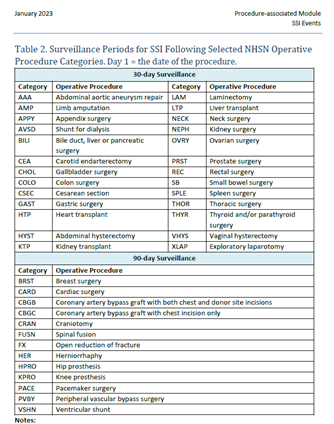 January 2023 Procedure-associated Module
SSI Events
Table 2. Surveillance Periods for SSI Following Selected NHSN Operative
Procedure Categories. Day 1 = the date of the procedure.
30-day Surveillance
Category Operative Procedure Category Operative Procedure
AAA Abdominal aortic aneurysm repair LAM Laminectomy
AMP Limb amputation LTP Liver transplant
APPY Appendix surgery NECK Neck surgery
AVSD Shunt for dialysis NEPH Kidney surgery
BILI Bile duct, liver or pancreatic OVRY Ovarian surgery
surgery
CEA Carotid endarterectomy PRST Prostate surgery
CHOL Gallbladder surgery REC Rectal surgery
COLO Colon surgery SB Small bowel surgery
CSEC Cesarean section SPLE Spleen surgery
GAST Gastric surgery THOR Thoracic surgery
HTP Heart transplant THYR Thyroid and/or parathyroid
surgery
HYST Abdominal hysterectomy VHYS Vaginal hysterectomy
KTP Kidney transplant XLAP Exploratory laparotomy
90-day Surveillance
Category Operative Procedure
BRST Breast surgery
CARD Cardiac surgery
CBGB Coronary artery bypass graft with both chest and donor site incisions
CBGC Coronary artery bypass graft with chest incision only
CRAN Craniotomy
FUSN Spinal fusion
FX Open reduction of fracture
HER Herniorrhaphy
HPRO Hip prosthesis
KPRO Knee prosthesis
PACE Pacemaker surgery
PVBY Peripheral vascular bypass surgery
VSHN Ventricular shunt
Notes: